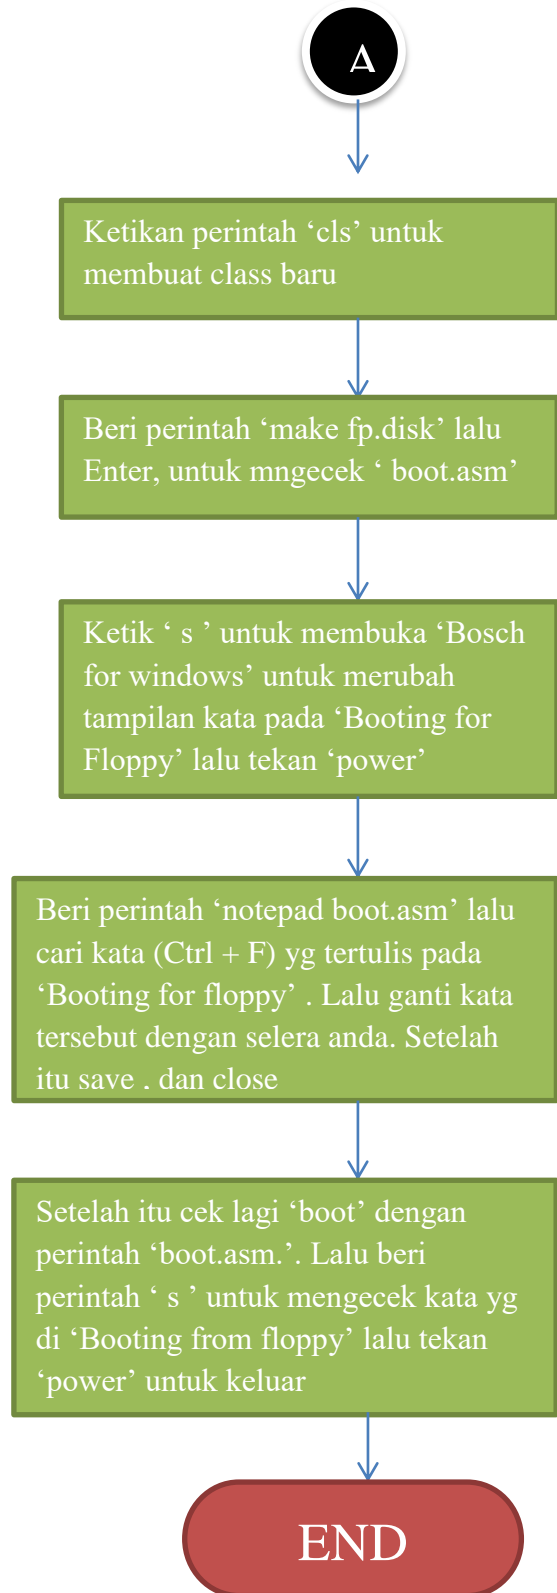 A
Ketikan perintah ‘cls’ untuk
membuat class baru
Beri perintah ‘make fp.disk’ lalu
Enter, untuk mngecek ‘ boot.asm’
Ketik ‘ s ’ untuk membuka ‘Bosch
for windows’ untuk merubah
tampilan kata pada ‘Booting for
Floppy’ lalu tekan ‘power’
Beri perintah ‘notepad boot.asm’ lalu
cari kata (Ctrl + F) yg tertulis pada
‘Booting for floppy’ . Lalu ganti kata
tersebut dengan selera anda. Setelah
itu save . dan close
Setelah itu cek lagi ‘boot’ dengan
perintah ‘boot.asm.’. Lalu beri
perintah ‘ s ’ untuk mengecek kata yg
di ‘Booting from floppy’ lalu tekan
‘power’ untuk keluar
END